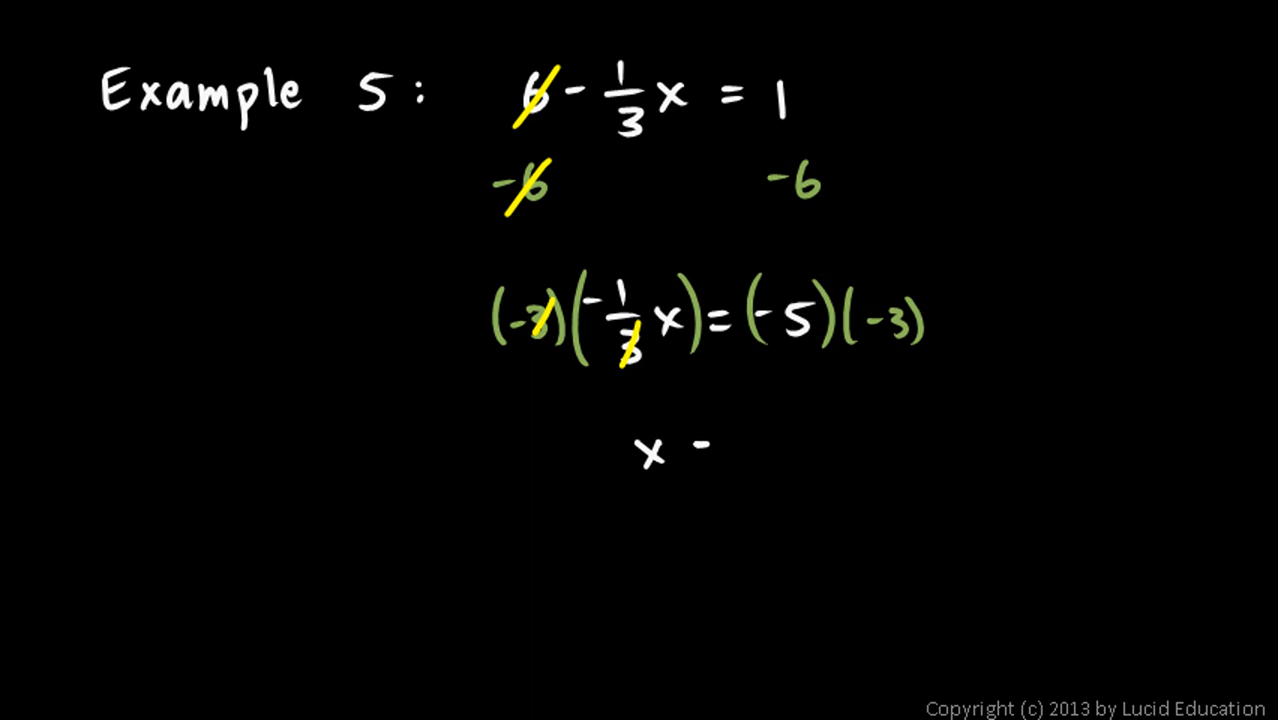 Example 5: 6 - 1/3 x = 1
-6 -6
(-3)(-1/3 x) = (-5)(-3)
x -
Copyright (c) 2013 by Lucid Education